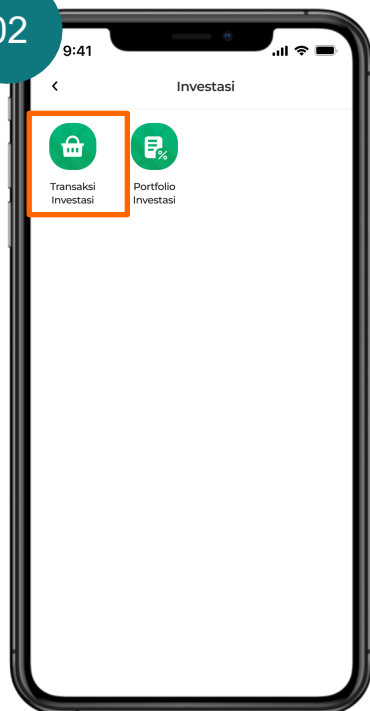 02
9:41
Investasi
Transaksi
Investasi
Portfolio
Investasi